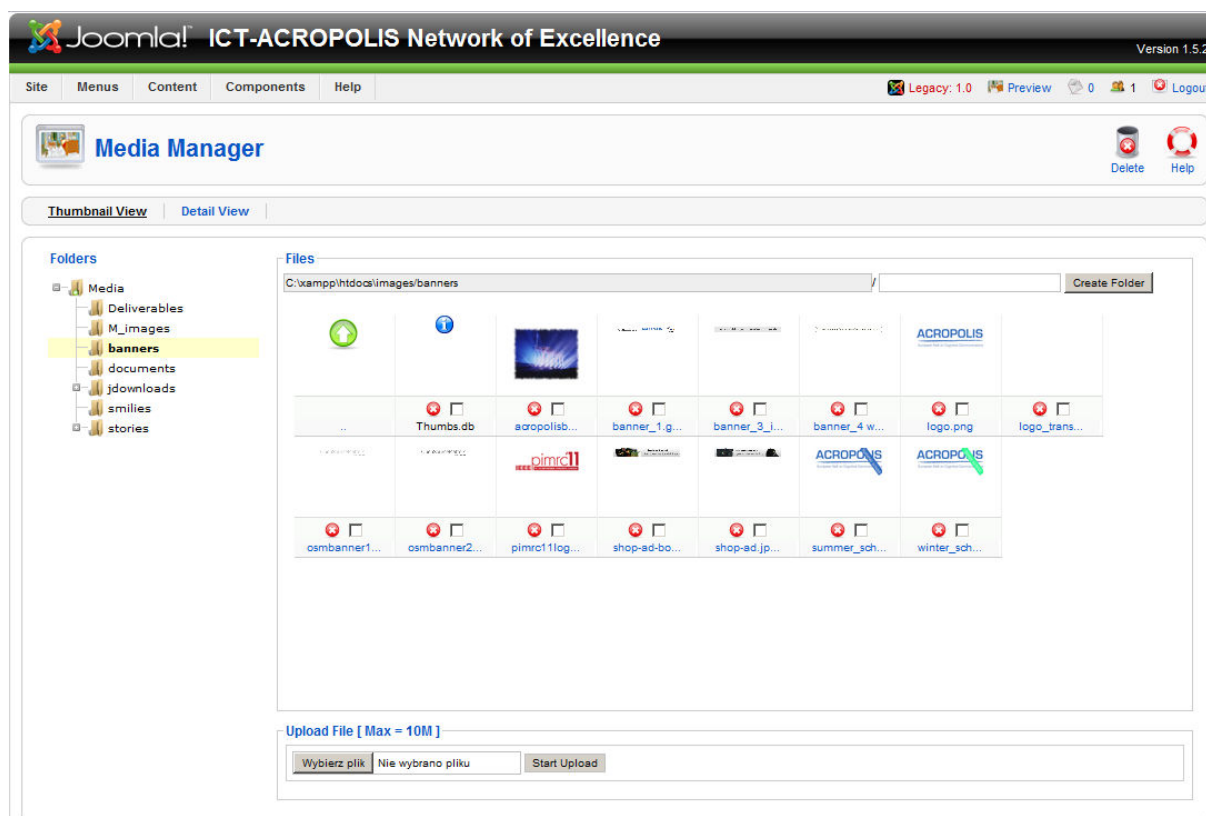 Joomla! ICT-ACROPOLIS Network of Excellence
Version 1.5.2
Site Menus Content Components Help Legacy: 1.0 Preview 0 1 Logout
Media Manager
Delete Help
Thumbnail View Detail View
Folders
Media
Deliverables
M_images
banners
documents
jdownloads
smilies
stories
Files
C:\xampp\htdocs\images/banners / Create Folder
ACROPOLIS
.. Thumbs.db acropolisb... banner_1.g... banner_3_i... banner_4 w... logo.png logo_trans...
pimrc11 ACROPOLIS ACROPOLIS
osmbanner1... osmbanner2... pimrc11log... shop-ad-bo... shop-ad.jp... summer_sch... winter_sch...
Upload File [ Max = 10M ]
Wybierz plik Nie wybrano pliku Start Upload